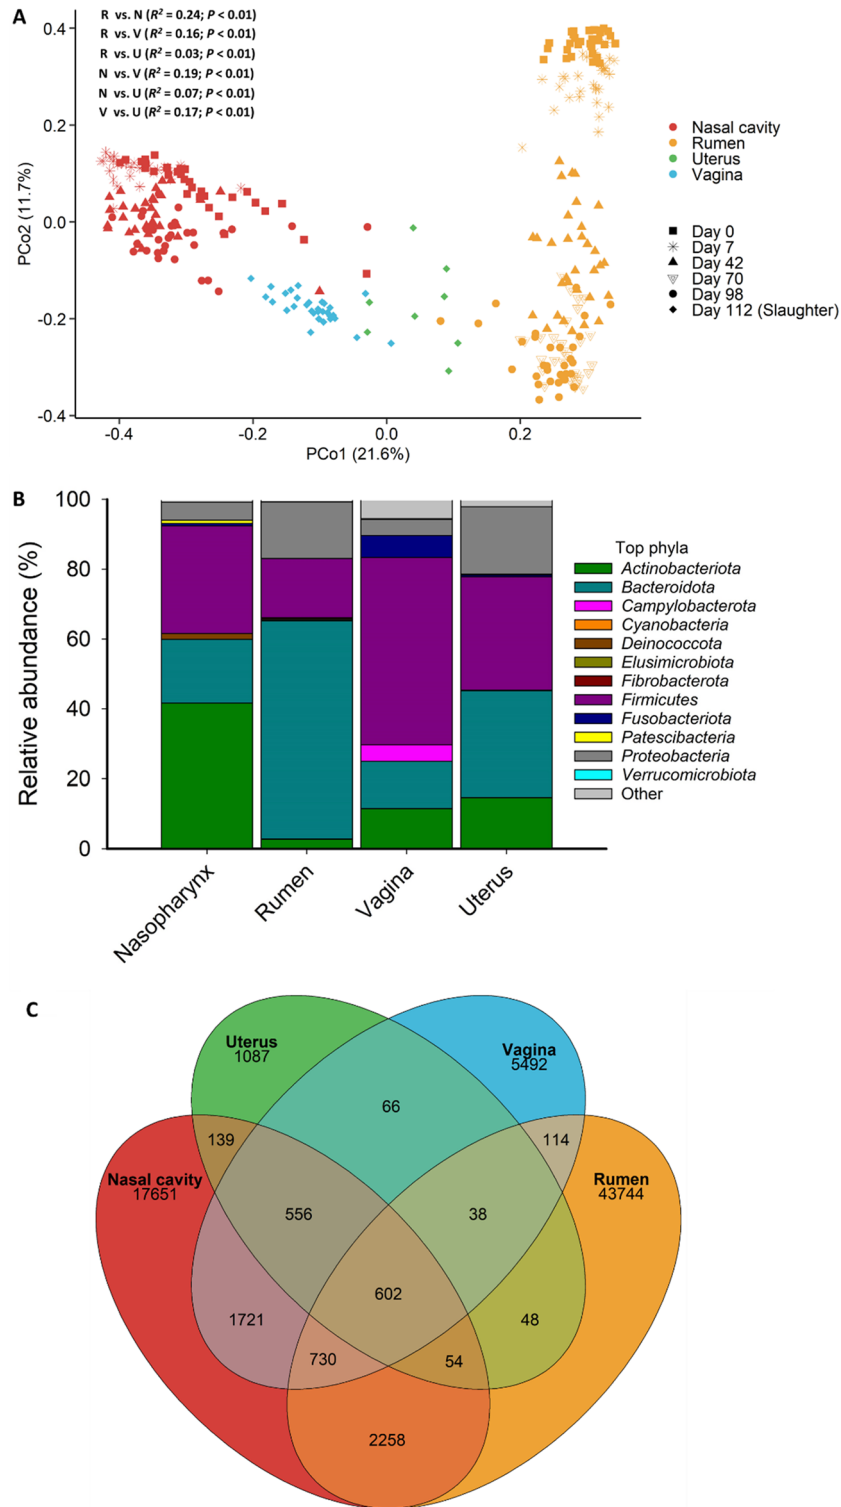 A
R vs. N (R² = 0.24; P < 0.01)
R vs. V (R² = 0.16; P < 0.01)
R vs. U (R² = 0.03; P < 0.01)
N vs. V (R² = 0.19; P < 0.01)
N vs. U (R² = 0.07; P < 0.01)
V vs. U (R² = 0.17; P < 0.01)
0.4
0.2
0.0
-0.2
-0.4
PCo2 (11.7%)
-0.4 -0.2 0.0 0.2
PCo1 (21.6%)
Nasal cavity
Rumen
Uterus
Vagina
Day 0
Day 7
Day 42
Day 70
Day 98
Day 112 (Slaughter)
B
100
80
60
40
20
0
Relative abundance (%)
Nasopharynx
Rumen
Vagina
Uterus
Top phyla
Actinobacteriota
Bacteroidota
Campylobacterota
Cyanobacteria
Deinococcota
Elusimicrobiota
Fibrobacterota
Firmicutes
Fusobacteriota
Patescibacteria
Proteobacteria
Verrucomicrobiota
Other
C
Uterus
1087
Vagina
5492
66
139
114
Nasal cavity
17651
Rumen
43744
556
38
602
1721
48
730
54
2258